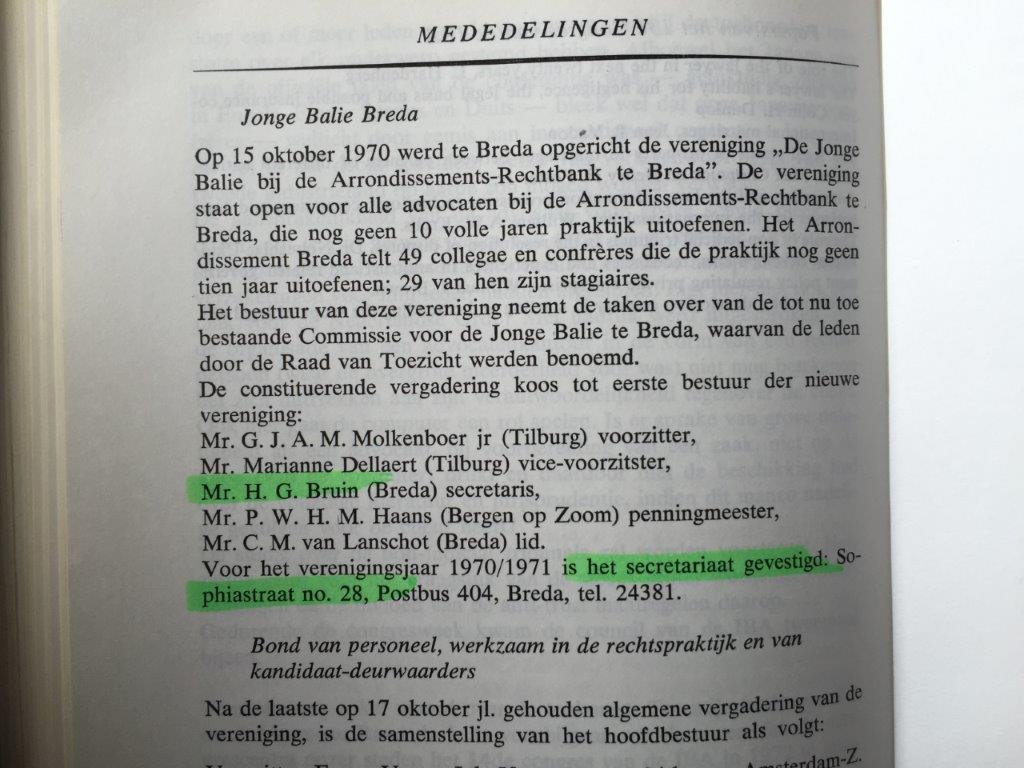 MEDEDELINGEN
Jonge Balie Breda
Op 15 oktober 1970 werd te Breda opgericht de vereniging „De Jonge
Balie bij de Arrondissements-Rechtbank te Breda”. De vereniging
staat open voor alle advocaten bij de Arrondissements-Rechtbank te
Breda, die nog geen 10 volle jaren praktijk uitoefenen. Het Arron-
dissement Breda telt 49 collegae en confrères die de praktijk nog geen
tien jaar uitoefenen; 29 van hen zijn stagiaires.
Het bestuur van deze vereniging neemt de taken over van de tot nu toe
bestaande Commissie voor de Jonge Balie te Breda, waarvan de leden
door de Raad van Toezicht werden benoemd.
De constituerende vergadering koos tot eerste bestuur der nieuwe
vereniging:
Mr. G. J. A. M. Molkenboer jr (Tilburg) voorzitter,
Mr. Marianne Dellaert (Tilburg) vice-voorzitster,
Mr. H. G. Bruin (Breda) secretaris,
Mr. P. W. H. M. Haans (Bergen op Zoom) penningmeester,
Mr. C. M. van Lanschot (Breda) lid.
Voor het verenigingsjaar 1970/1971 is het secretariaat gevestigd: So-
phiastraat no. 28, Postbus 404, Breda, tel. 24381.
Bond van personeel, werkzaam in de rechtspraktijk en van
kandidaat-deurwaarders
Na de laatste op 17 oktober jl. gehouden algemene vergadering van de
vereniging, is de samenstelling van het hoofdbestuur als volgt:
Amsterdam-Z.